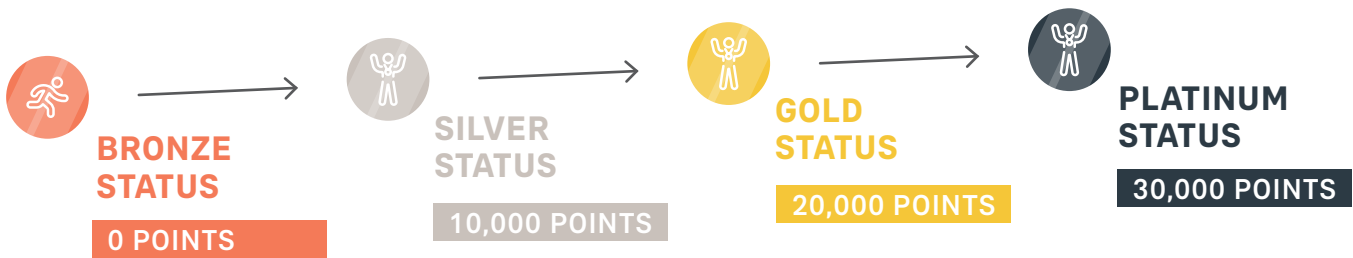 BRONZE
STATUS
0 POINTS
SILVER
STATUS
10,000 POINTS
GOLD
STATUS
20,000 POINTS
PLATINUM
STATUS
30,000 POINTS